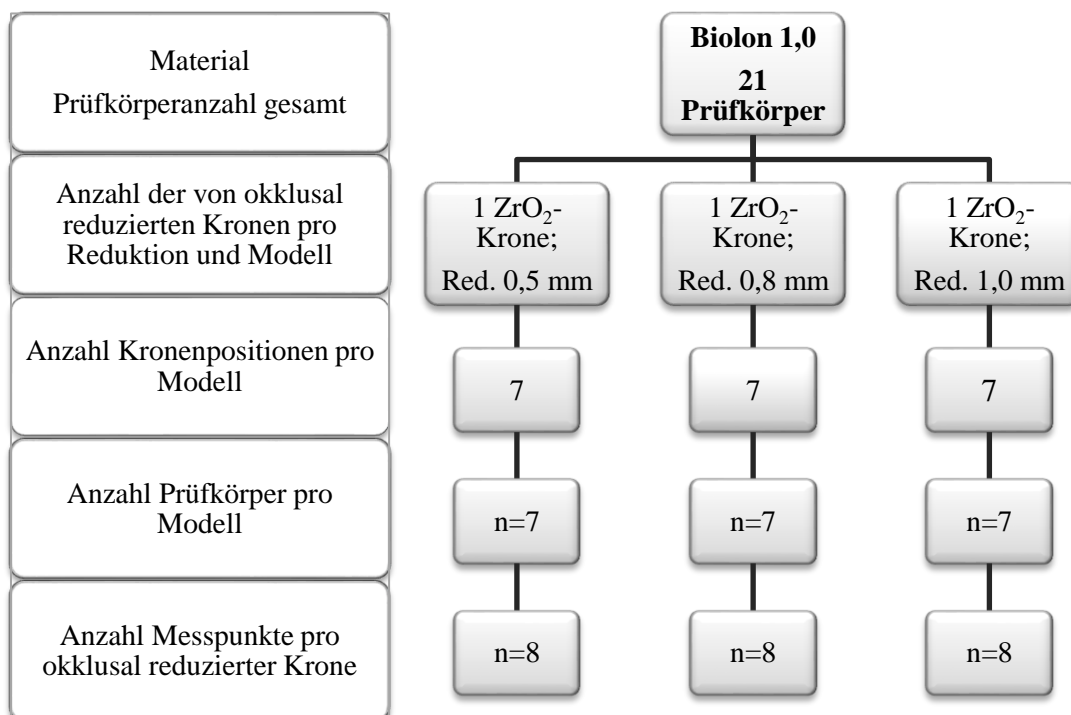 Material
Prüfkörperanzahl gesamt
Biolon 1,0
21
Prüfkörper
Anzahl der von okklusal
reduzierten Kronen pro
Reduktion und Modell
1 ZrO₂-
Krone;
Red. 0,5 mm
1 ZrO₂-
Krone;
Red. 0,8 mm
1 ZrO₂-
Krone;
Red. 1,0 mm
Anzahl Kronenpositionen pro
Modell
7
7
7
Anzahl Prüfkörper pro
Modell
n=7
n=7
n=7
Anzahl Messpunkte pro
okklusal reduzierter Krone
n=8
n=8
n=8